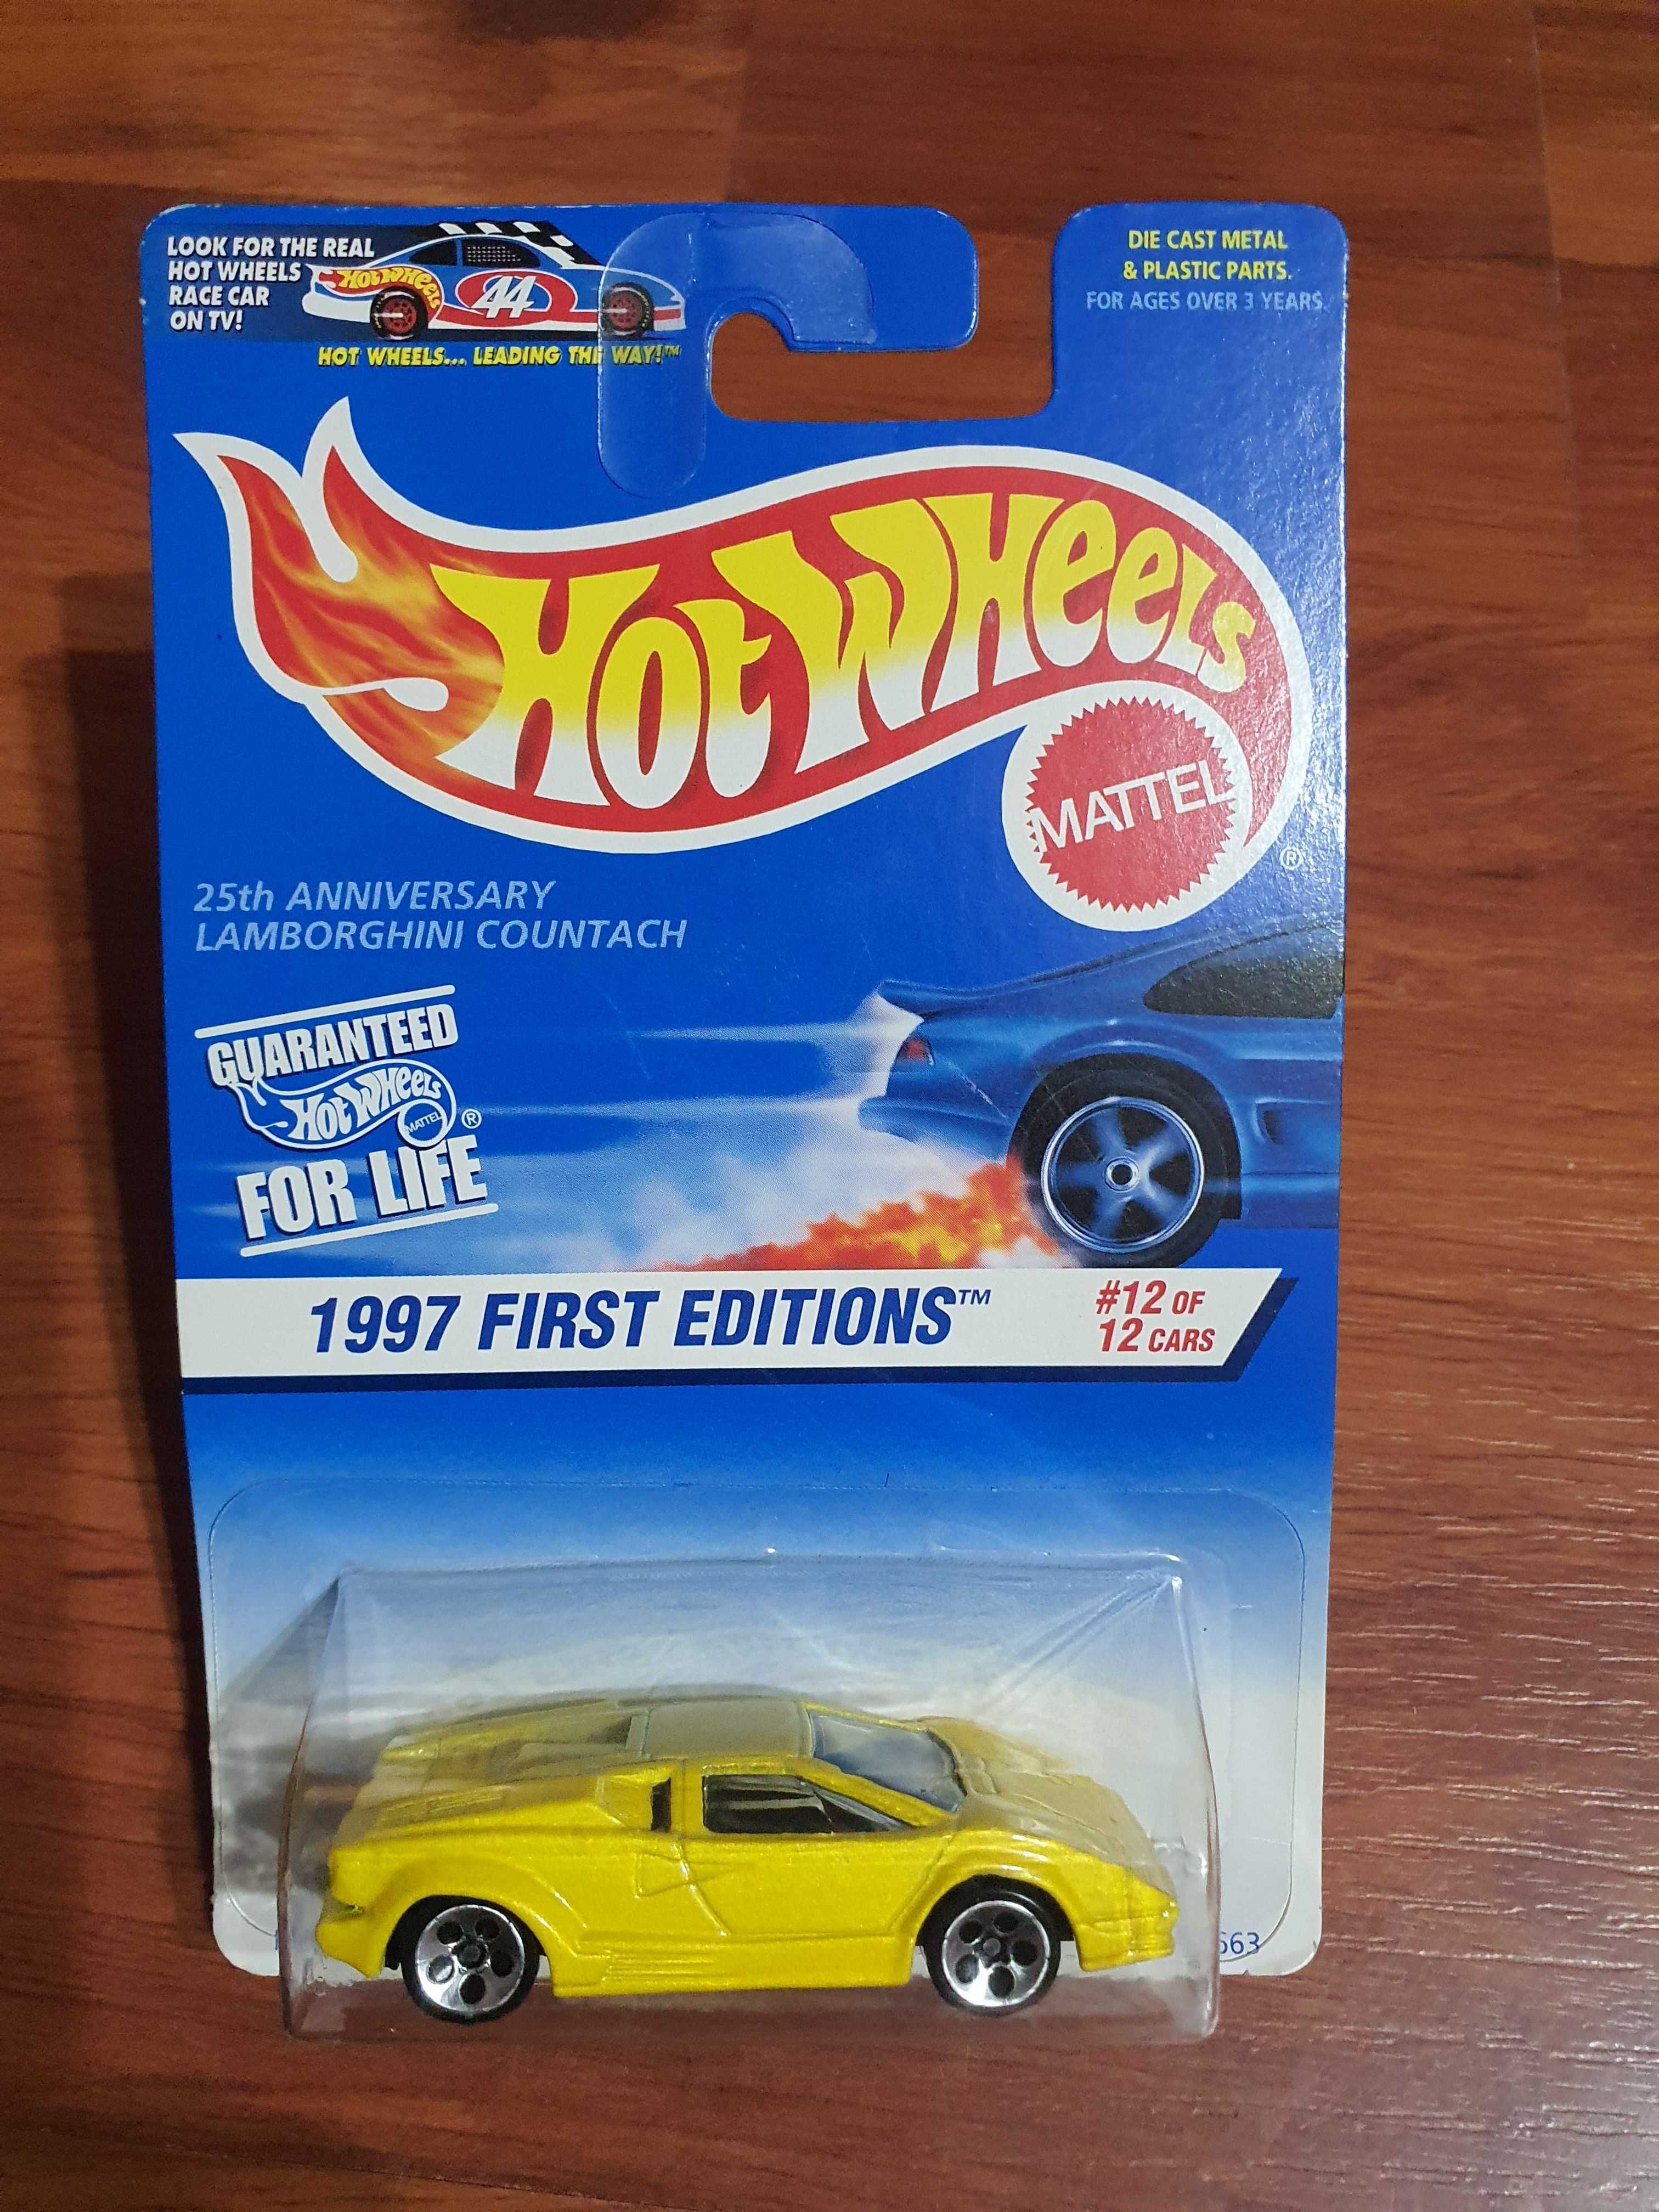 LOOK FOR THE REAL
HOT WHEELS
RACE CAR
ON TV!
HOT WHEELS
44
HOT WHEELS... LEADING THE WAY!™
DIE CAST METAL
& PLASTIC PARTS.
FOR AGES OVER 3 YEARS.
HOT WHEELS
MATTEL
®
25th ANNIVERSARY
LAMBORGHINI COUNTACH
GUARANTEED
HOT WHEELS
MATTEL
®
FOR LIFE
1997 FIRST EDITIONS™
#12 OF
12 CARS